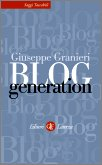 Saggi Tascabili
Giuseppe Granieri
BLOG
generation
Editori Laterza